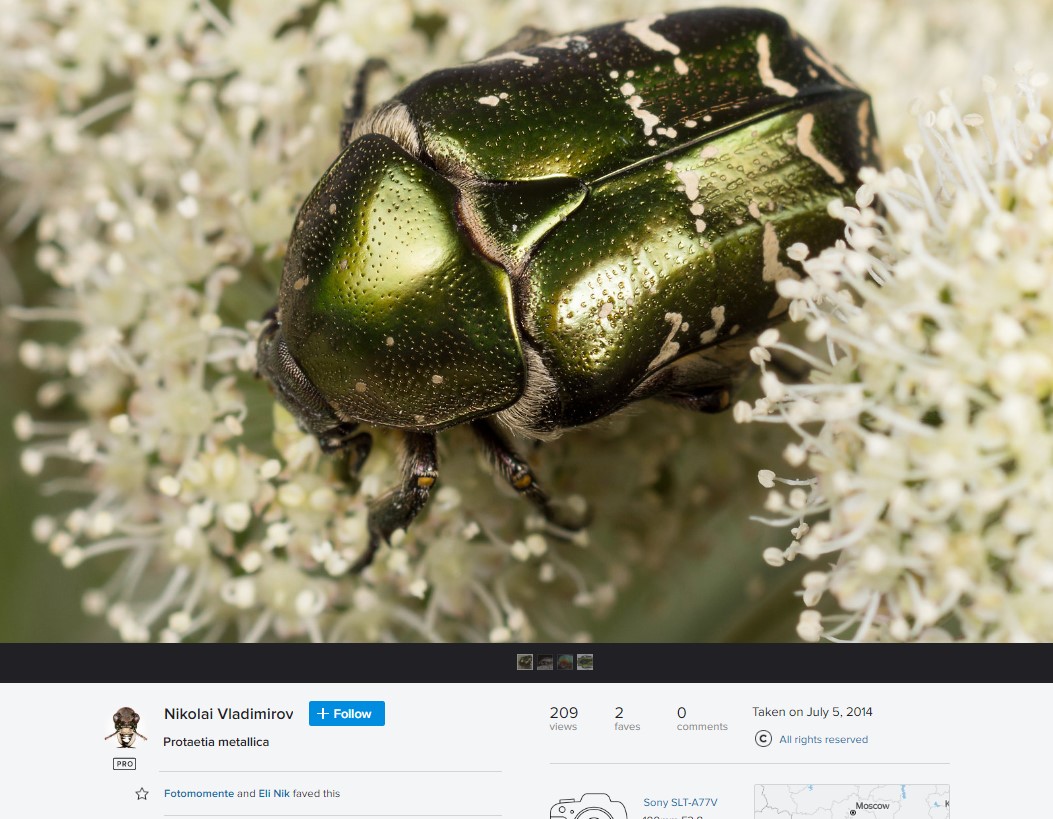 Nikolai Vladimirov
+ Follow
Protaetia metallica
PRO
Fotomomente and Eli Nik faved this
209
views
2
faves
0
comments
Taken on July 5, 2014
© All rights reserved
Sony SLT-A77V
Moscow